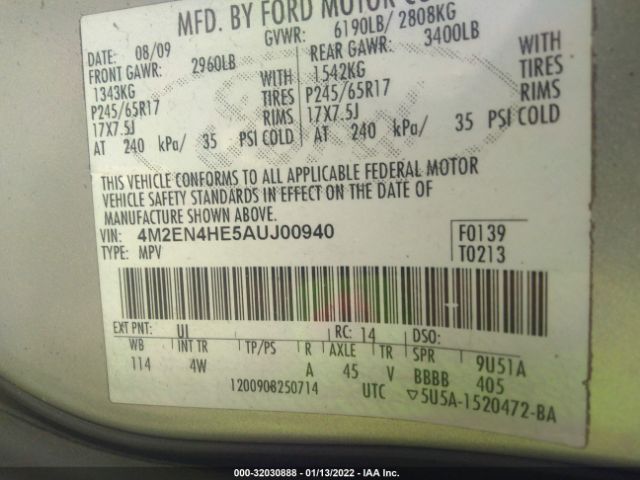 MFD. BY FORD MOTOR CO
DATE: 08/09 GVWR: 6190LB/ 2808KG
FRONT GAWR: 2960LB REAR GAWR: 3400LB
1343KG 1542KG WITH
P245/65R17 WITH P245/65R17 TIRES
17X7.5J TIRES 17X7.5J RIMS
RIMS
AT 240 kPa/ 35 PSI COLD AT 240 kPa/ 35 PSI COLD
THIS VEHICLE CONFORMS TO ALL APPLICABLE FEDERAL MOTOR
VEHICLE SAFETY STANDARDS IN EFFECT ON THE DATE OF
MANUFACTURE SHOWN ABOVE.
VIN: 4M2EN4HE5AUJ00940 F0139
TYPE: MPV T0213
EXT PNT: UI RC: 14 DSO:
WB INT TR TP/PS R AXLE TR SPR 9U51A
114 4W A 45 V BBBB 405
1200908250714 UTC ▽5U5A-1520472-BA
000-32030888 - 01/13/2022 - IAA Inc.